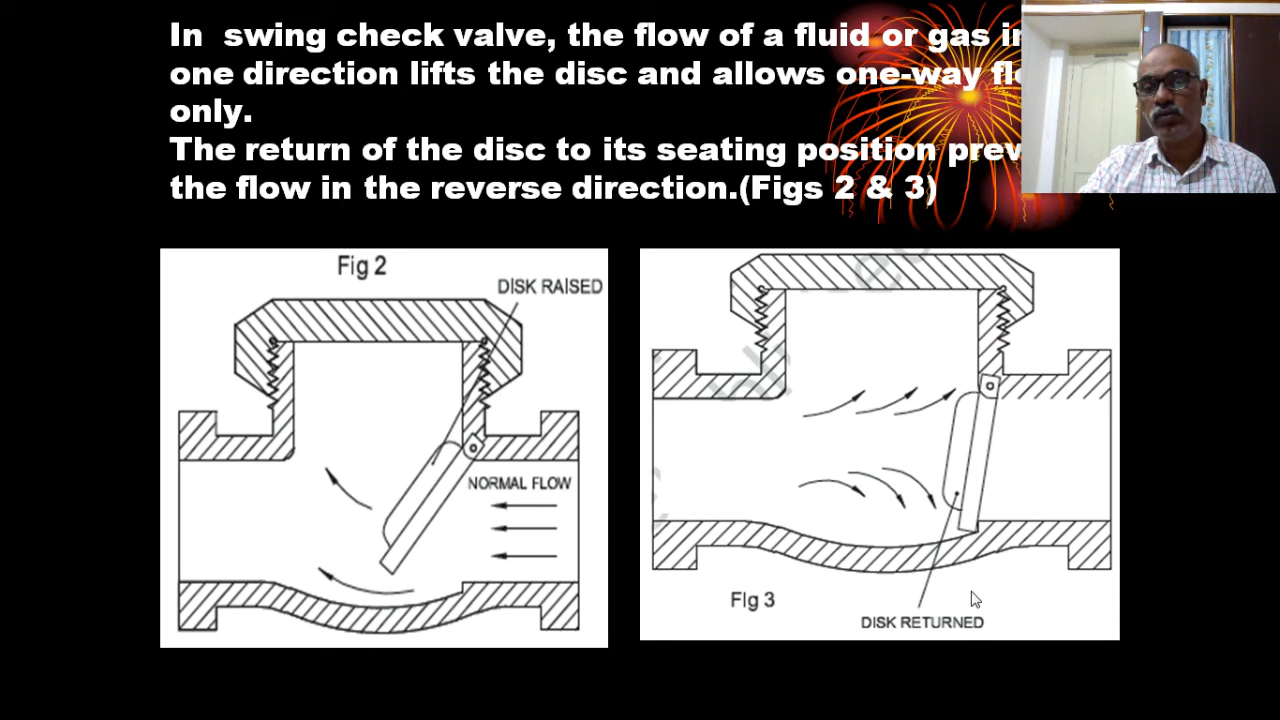 In swing check valve, the flow of a fluid or gas in
one direction lifts the disc and allows one-way
only.
The return of the disc to its seating position
the flow in the reverse direction.(Figs 2 & 3)
Fig 2
DISK RAISED
NORMAL FLOW
FIg 3
DISK RETURNED